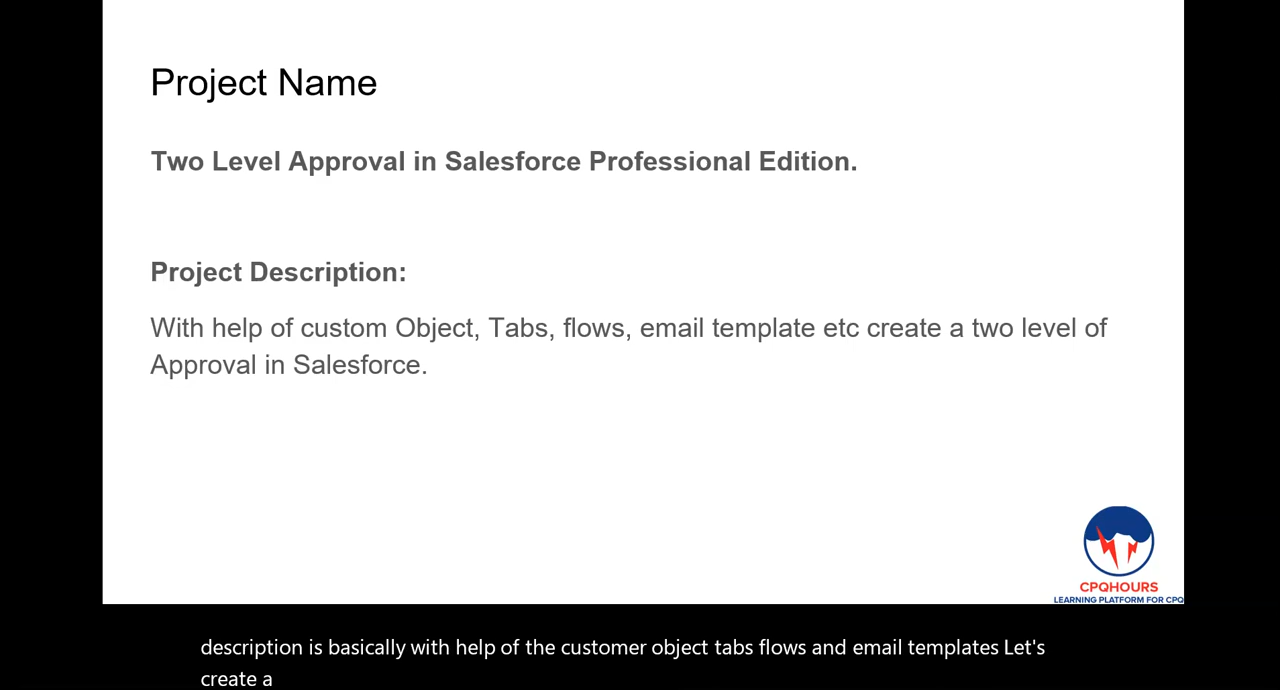 Project Name
Two Level Approval in Salesforce Professional Edition.
Project Description:
With help of custom Object, Tabs, flows, email template etc create a two level of
Approval in Salesforce.
CPQHOURS
LEARNING PLATFORM FOR CPQ
description is basically with help of the customer object tabs flows and email templates Let's
create a